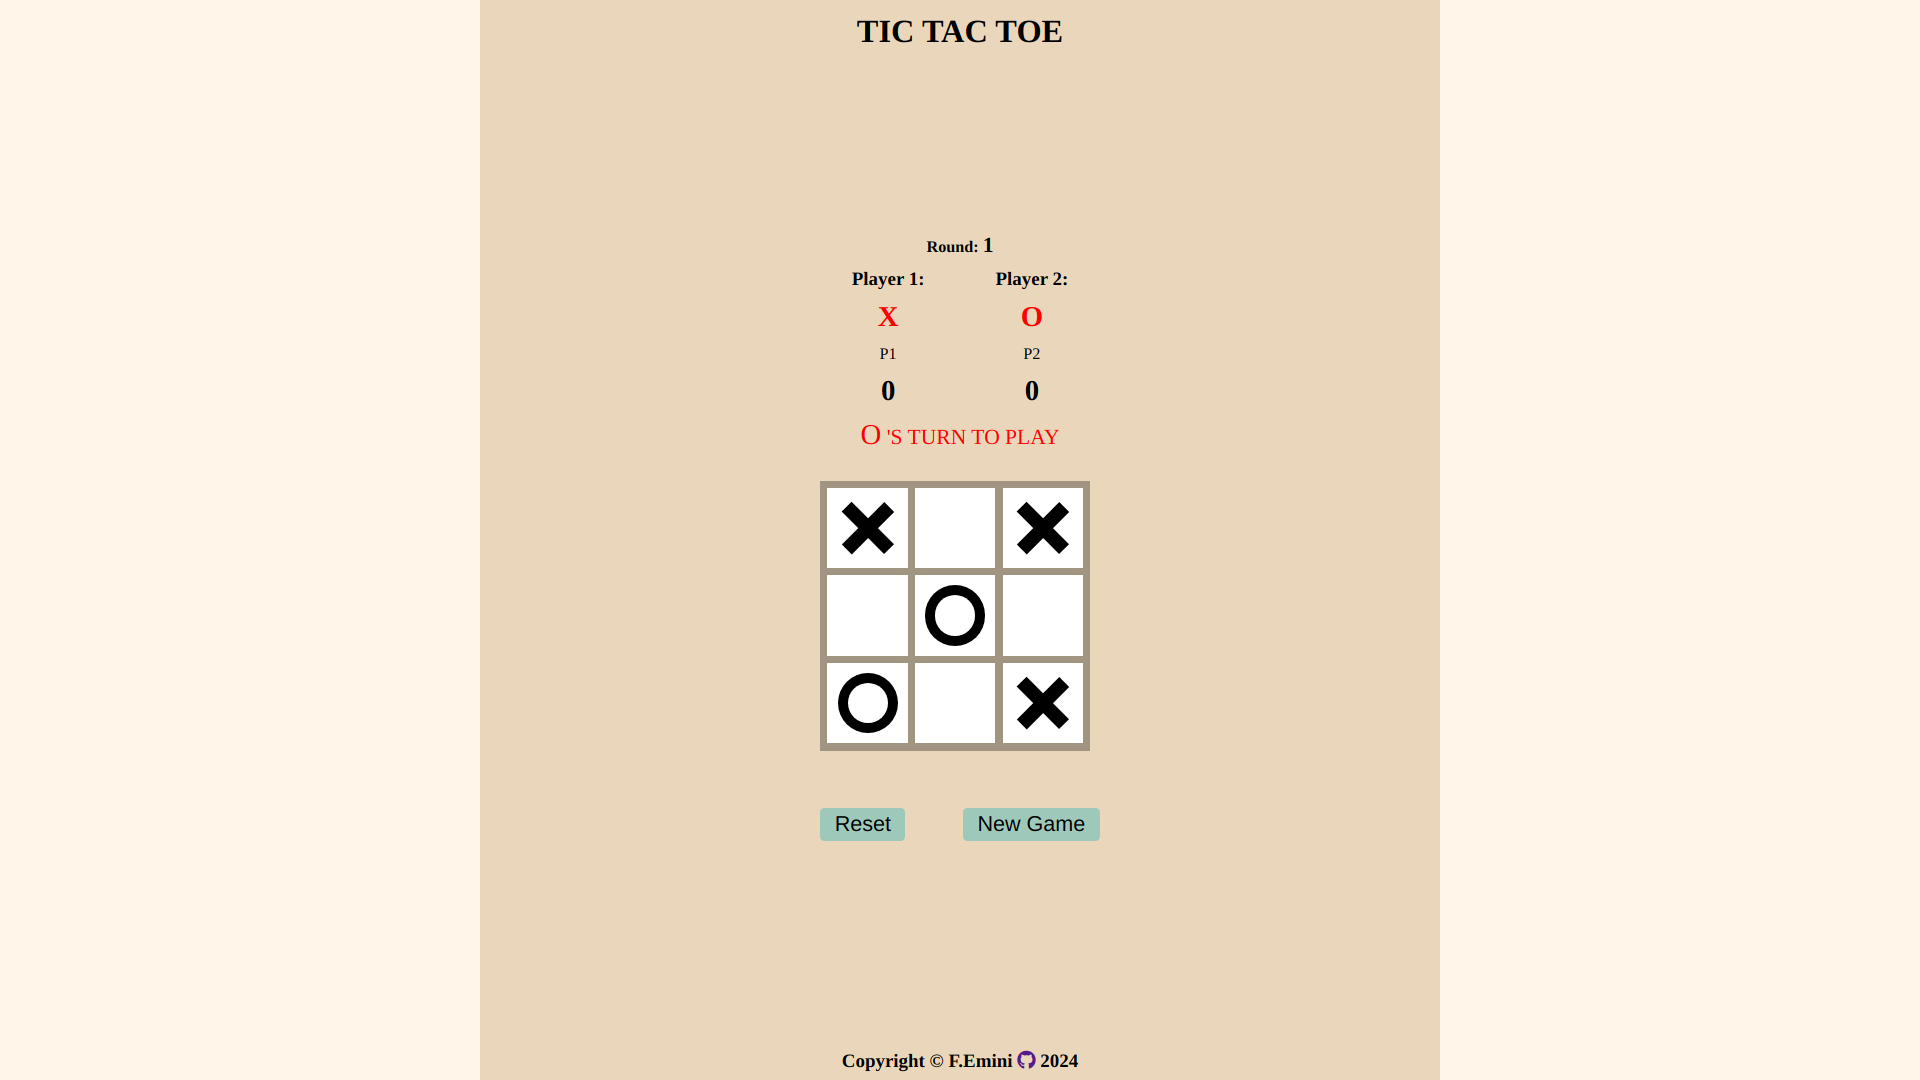 TIC TAC TOE
Round: 1
Player 1: Player 2:
X O
P1 P2
0 0
O 'S TURN TO PLAY
Reset New Game
Copyright © F.Emini 2024